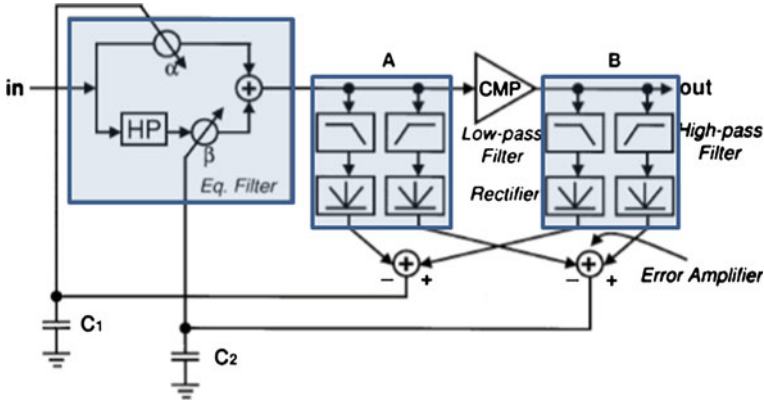 A
B
α
in
CMP
out
HP
β
Low-pass
Filter
High-pass
Filter
Eq. Filter
Rectifier
+
+
+
− +
− +
Error Amplifier
C1
C2